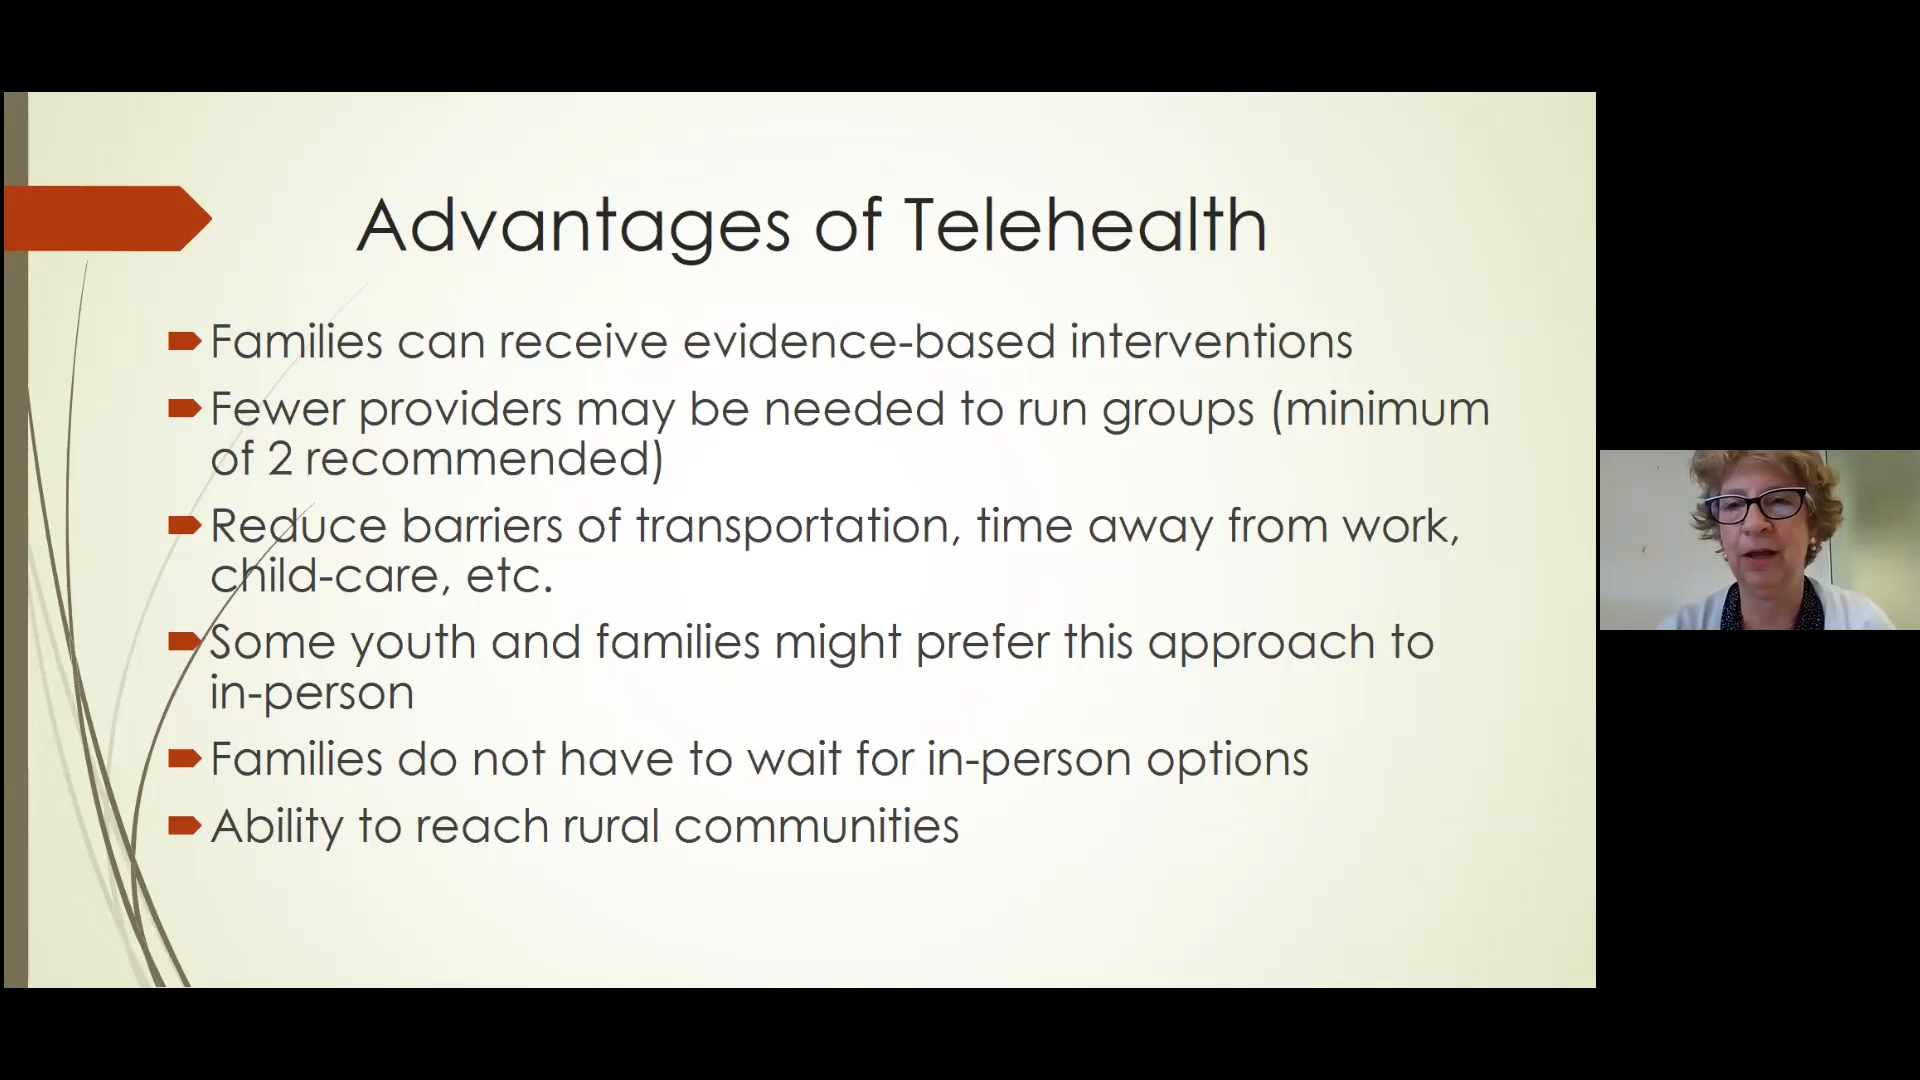 Advantages of Telehealth
Families can receive evidence-based interventions
Fewer providers may be needed to run groups (minimum
of 2 recommended)
Reduce barriers of transportation, time away from work,
child-care, etc.
Some youth and families might prefer this approach to
in-person
Families do not have to wait for in-person options
Ability to reach rural communities